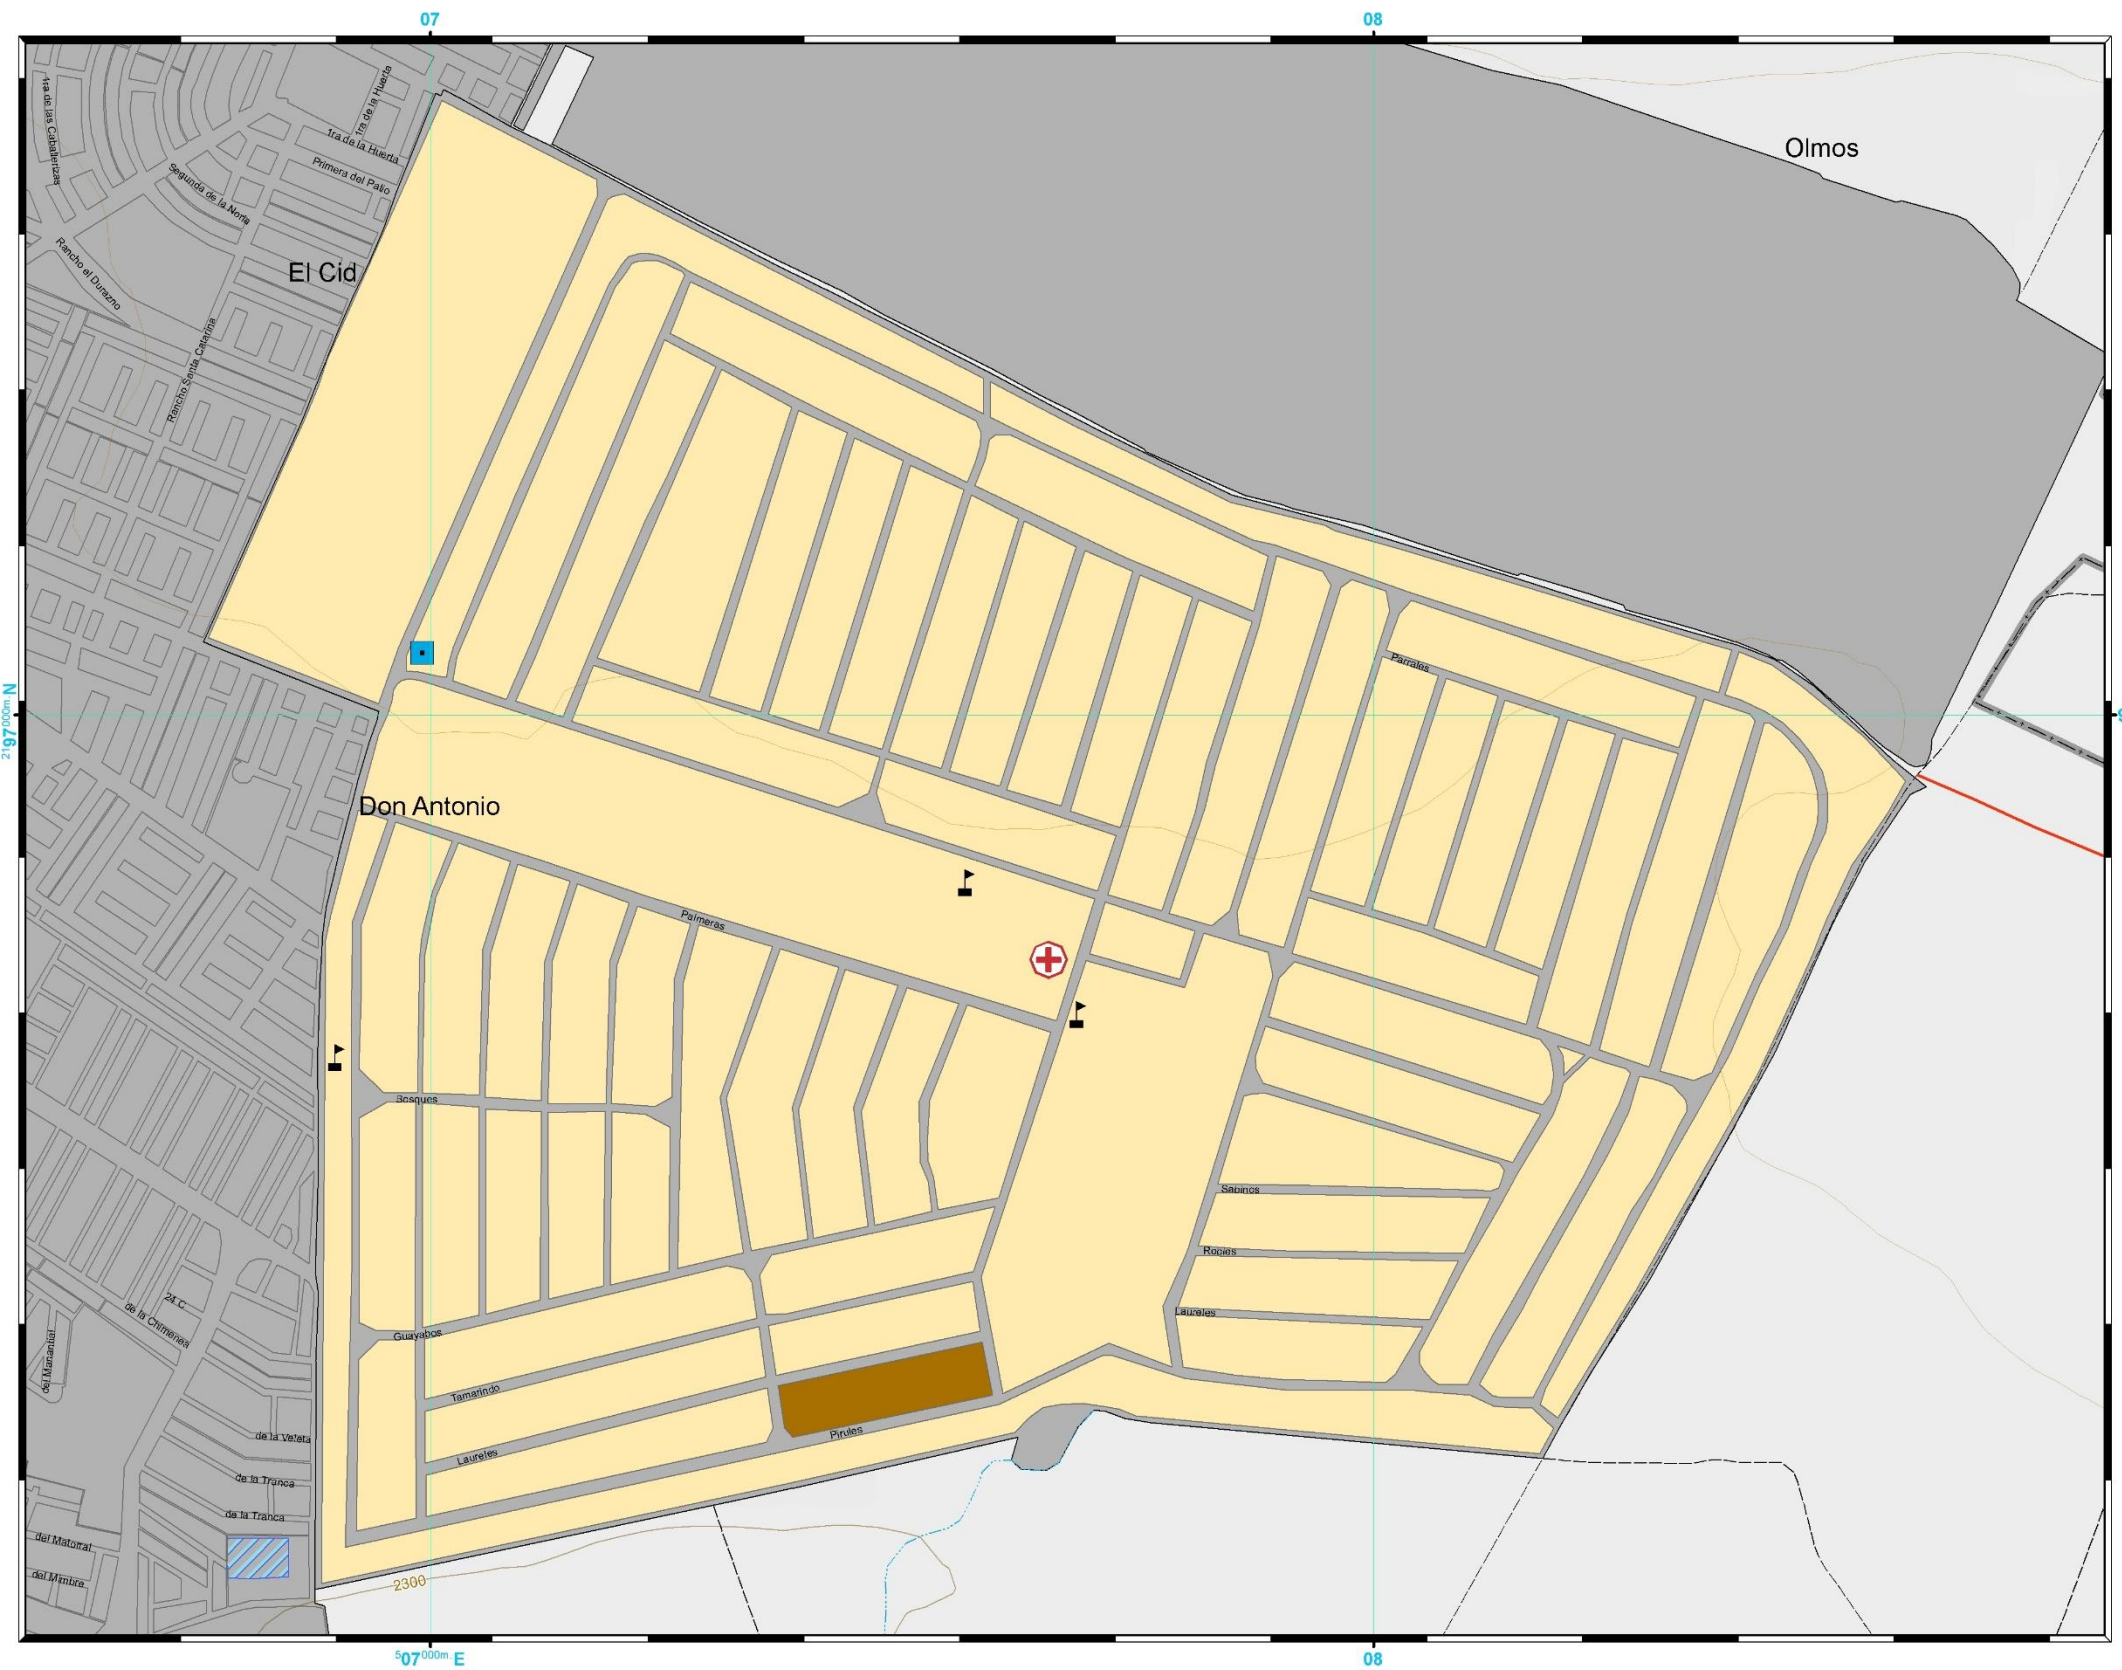 07
08
1ra de las Caballerizas
1ra de la Huerta
1ra de la Huerta
Primera del Patio
Olmos
Segunda de la Noria
Rancho el Durazno
El Cid
Rancho Santa Catarina
Parrales
2197000m.N
Don Antonio
Palmeras
Bosques
Sabinos
Rocíes
24 C
de la Chimenea
Laureles
del Manantial
Guayabos
Tamarindo
Pirules
de la Veleta
Laureles
de la Tranca
de la Tranca
del Matorral
del Mimbre
2300
507000m.E
08